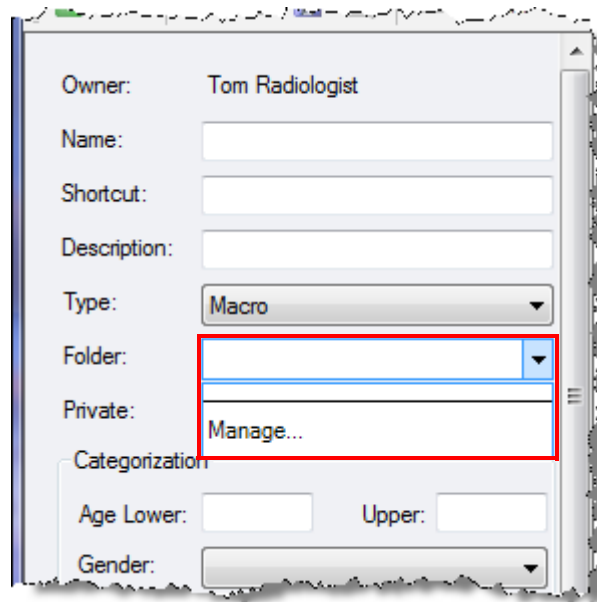 Owner: Tom Radiologist
Name:
Shortcut:
Description:
Type: Macro
Folder:
Private:
Manage...
Categorization
Age Lower: Upper:
Gender: